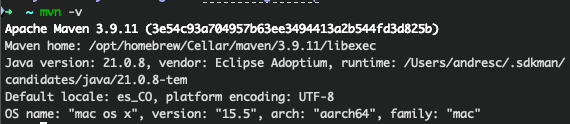 ➜  ~ mvn -v
Apache Maven 3.9.11 (3e54c93a704957b63ee3494413a2b544fd3d825b)
Maven home: /opt/homebrew/Cellar/maven/3.9.11/libexec
Java version: 21.0.8, vendor: Eclipse Adoptium, runtime: /Users/andresc/.sdkman/
candidates/java/21.0.8-tem
Default locale: es_CO, platform encoding: UTF-8
OS name: "mac os x", version: "15.5", arch: "aarch64", family: "mac"